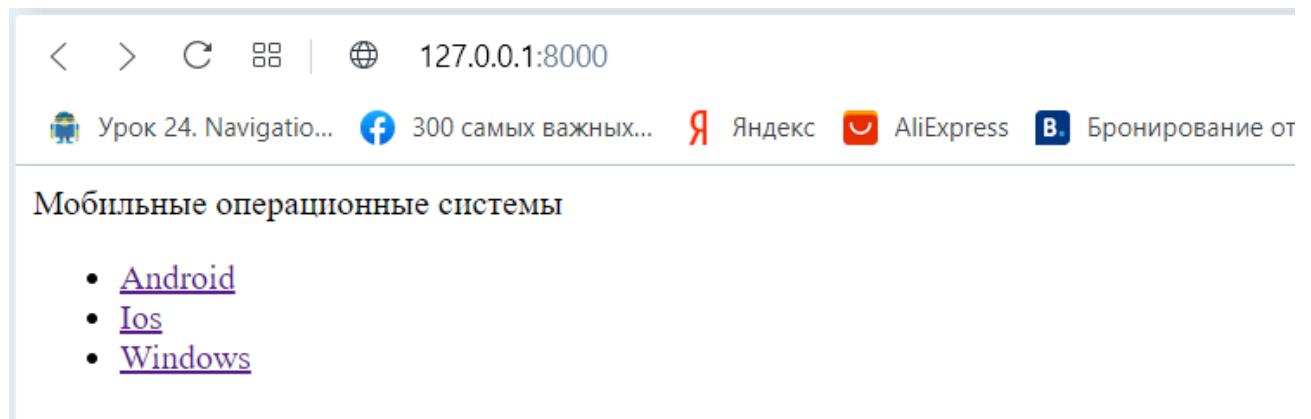 127.0.0.1:8000
Урок 24. Navigatio... 300 самых важных... Я Яндекс AliExpress B. Бронирование от
Мобильные операционные системы
• Android
• Ios
• Windows